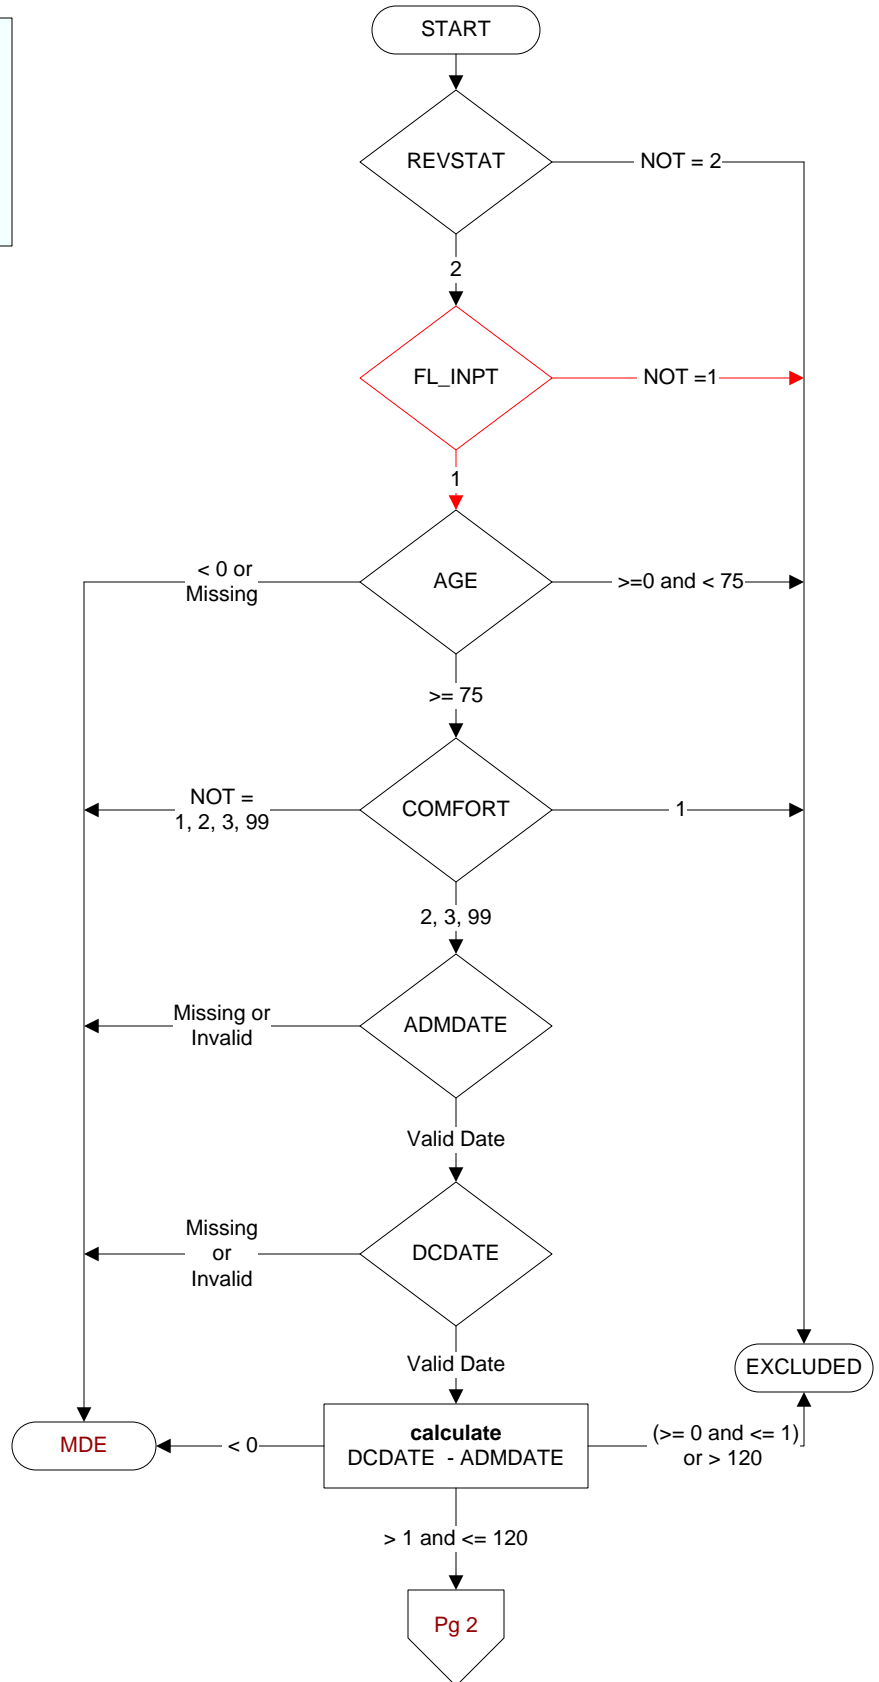 START
REVSTAT
NOT = 2
2
FL_INPT
NOT =1
1
< 0 or
Missing
AGE
>=0 and < 75
>= 75
NOT =
1, 2, 3, 99
COMFORT
1
2, 3, 99
Missing or
Invalid
ADMDATE
Valid Date
Missing
or
Invalid
DCDATE
Valid Date
EXCLUDED
MDE
< 0
calculate
DCDATE - ADMDATE
(>= 0 and <= 1)
or > 120
> 1 and <= 120
Pg 2